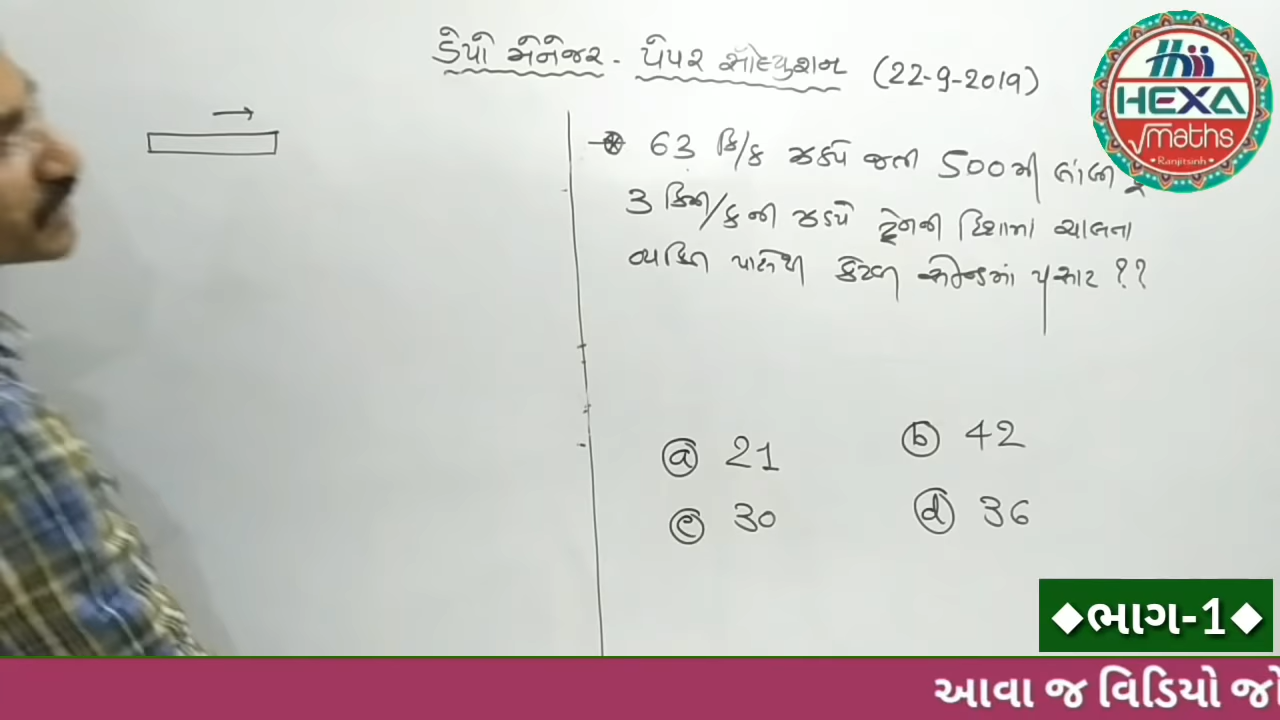 ડેપો મેનેજર - પેપર સૉલ્યુશન (22-9-2019)
63 કિ/ક ઝડપે જતી 500મી લાંબી
3 કિમી/ક ની ઝડપે ટ્રેનની દિશામાં ચાલતા
વ્યક્તિ પાસેથી કેટલી સેકન્ડમાં પસાર ??
a 21
b 42
c 30
d 36
HEXA
maths
Ranjitsinh
◆ભાગ-1◆
આવા જ વિડિયો જો